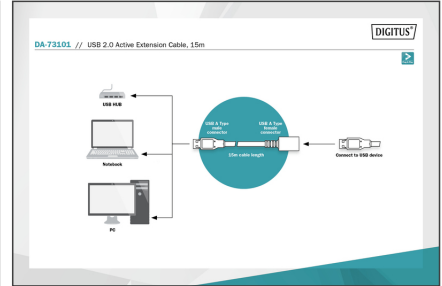 DIGITUS®
DA-73101 // USB 2.0 Active Extension Cable, 15m
USB HUB
USB A Type
male
connector
USB A Type
female
connector
15m cable length
Notebook
Connect to USB device
PC